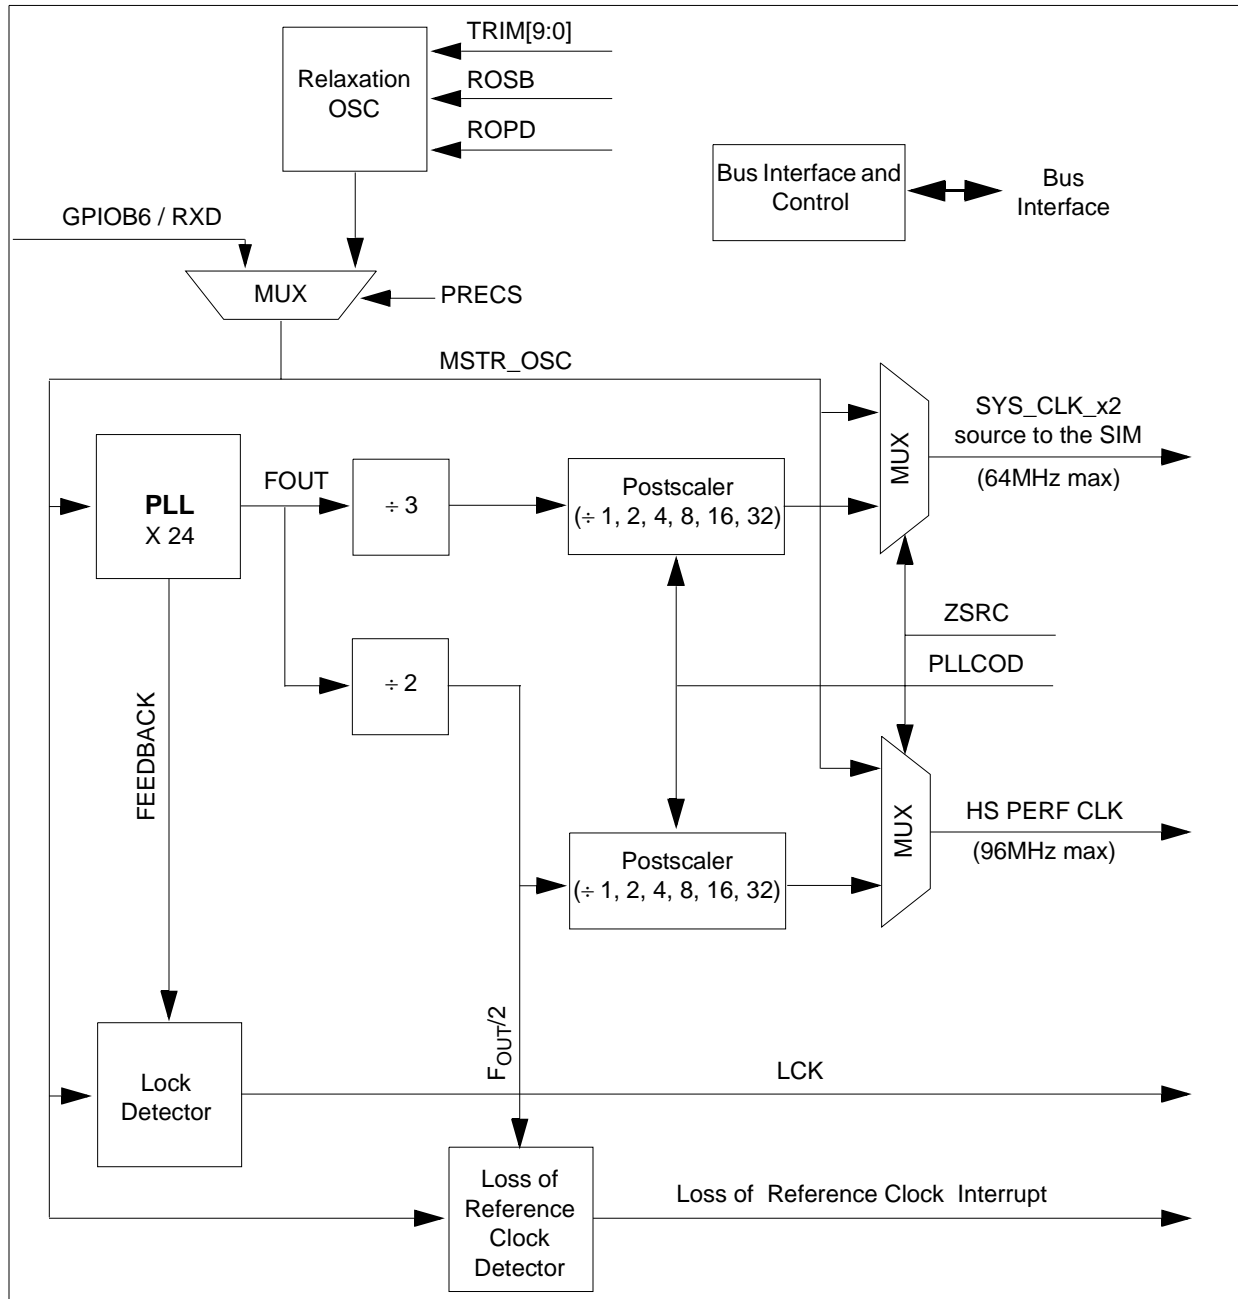 TRIM[9:0]
Relaxation
OSC
ROSB
ROPD
Bus Interface and
Control
Bus
Interface
GPIOB6 / RXD
MUX
PRECS
MSTR_OSC
SYS_CLK_x2
source to the SIM
(64MHz max)
MUX
PLL
X 24
FOUT
÷ 3
Postscaler
(÷ 1, 2, 4, 8, 16, 32)
ZSRC
PLLCOD
÷ 2
FEEDBACK
MUX
HS PERF CLK
(96MHz max)
Postscaler
(÷ 1, 2, 4, 8, 16, 32)
FOUT/2
Lock
Detector
LCK
Loss of
Reference
Clock
Detector
Loss of Reference Clock Interrupt